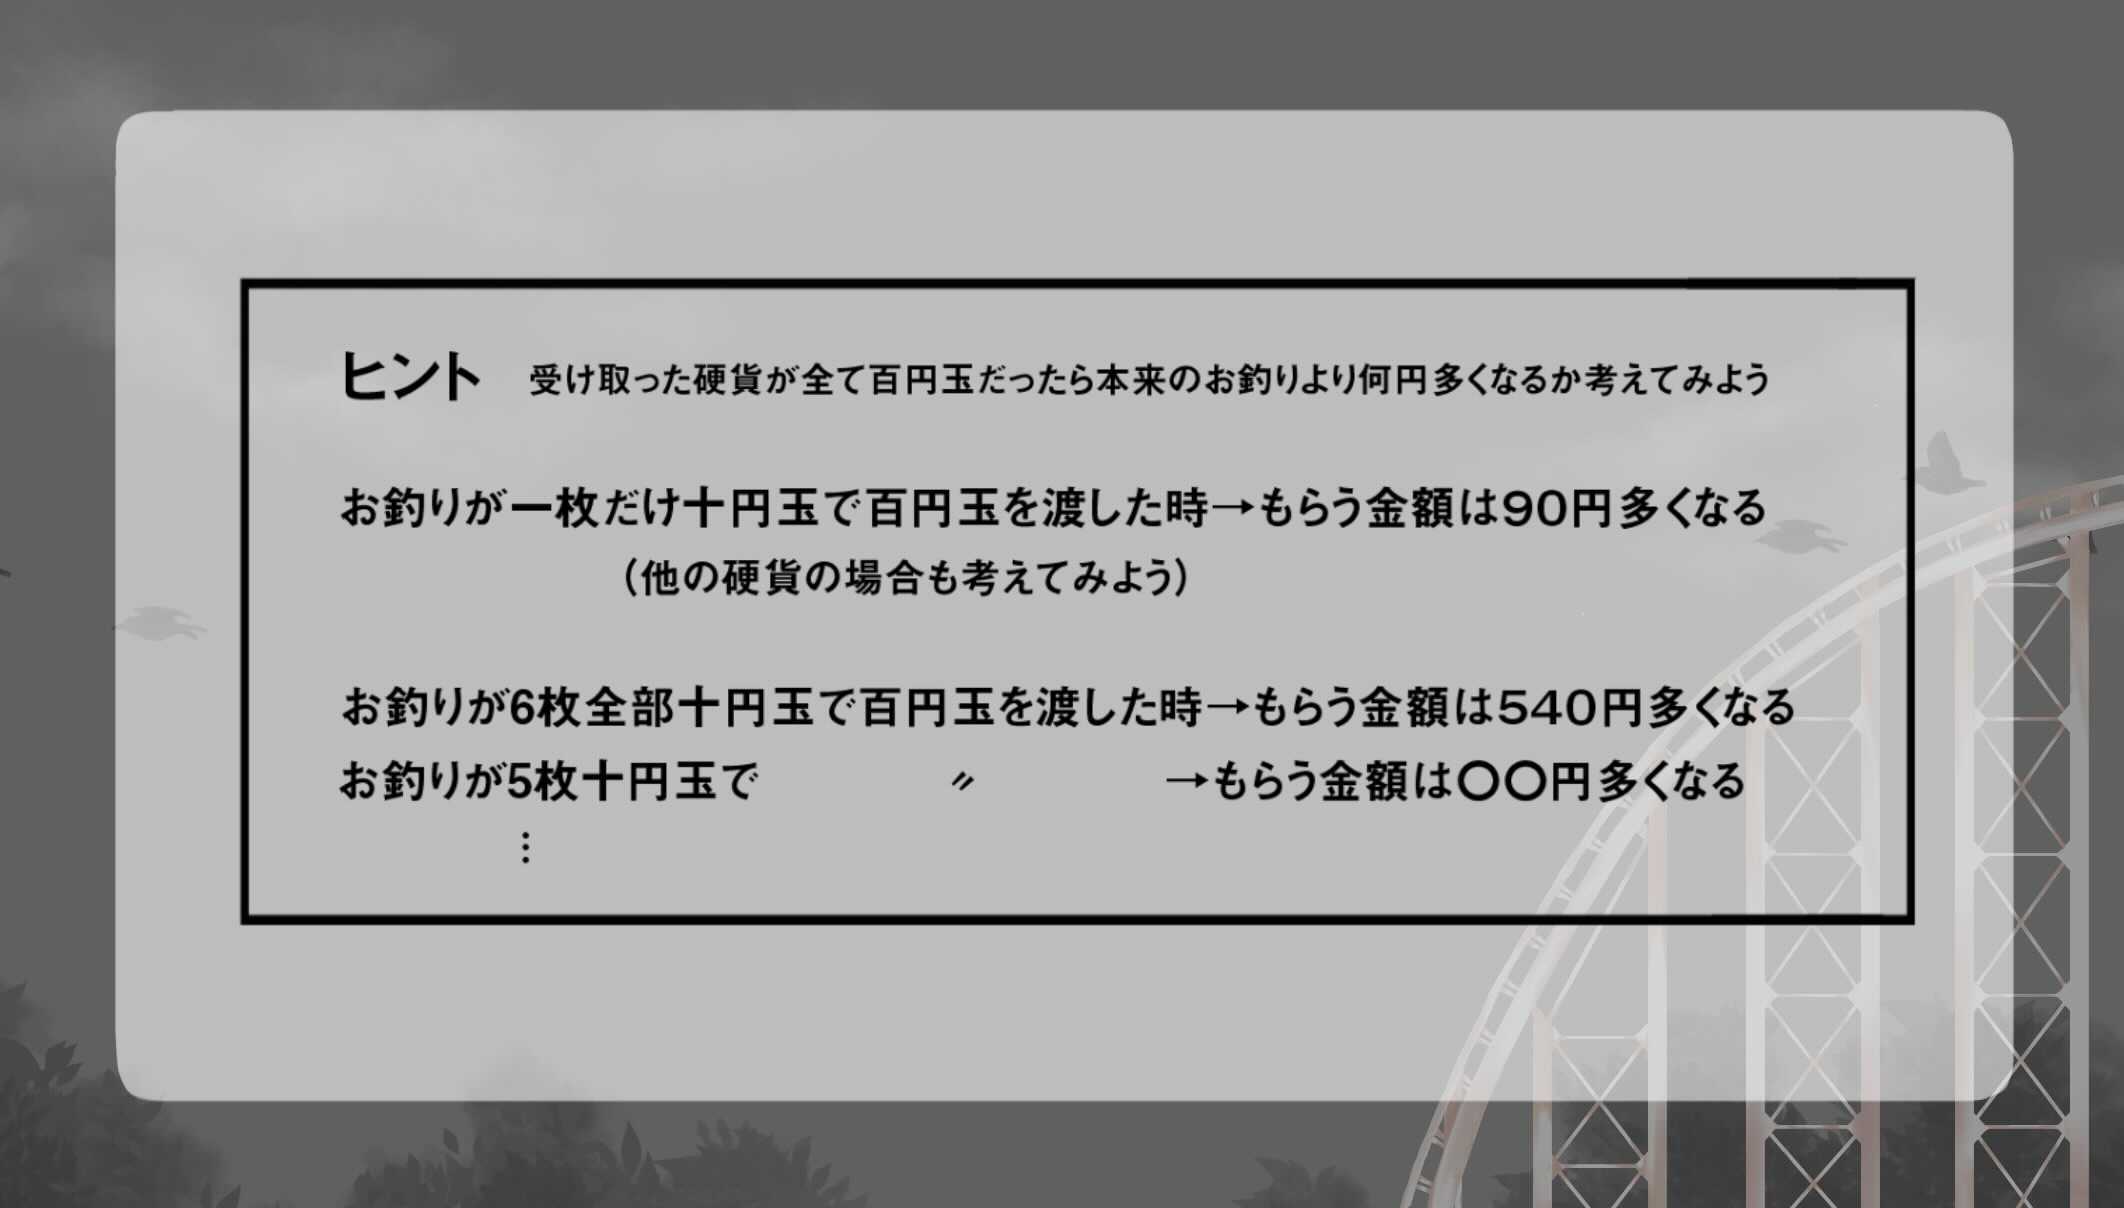 ヒント 受け取った硬貨が全て百円玉だったら本来のお釣りより何円多くなるか考えてみよう
お釣りが一枚だけ十円玉で百円玉を渡した時→もらう金額は90円多くなる
（他の硬貨の場合も考えてみよう）
お釣りが6枚全部十円玉で百円玉を渡した時→もらう金額は540円多くなる
お釣りが5枚十円玉で 〃 →もらう金額は〇〇円多くなる
⋮